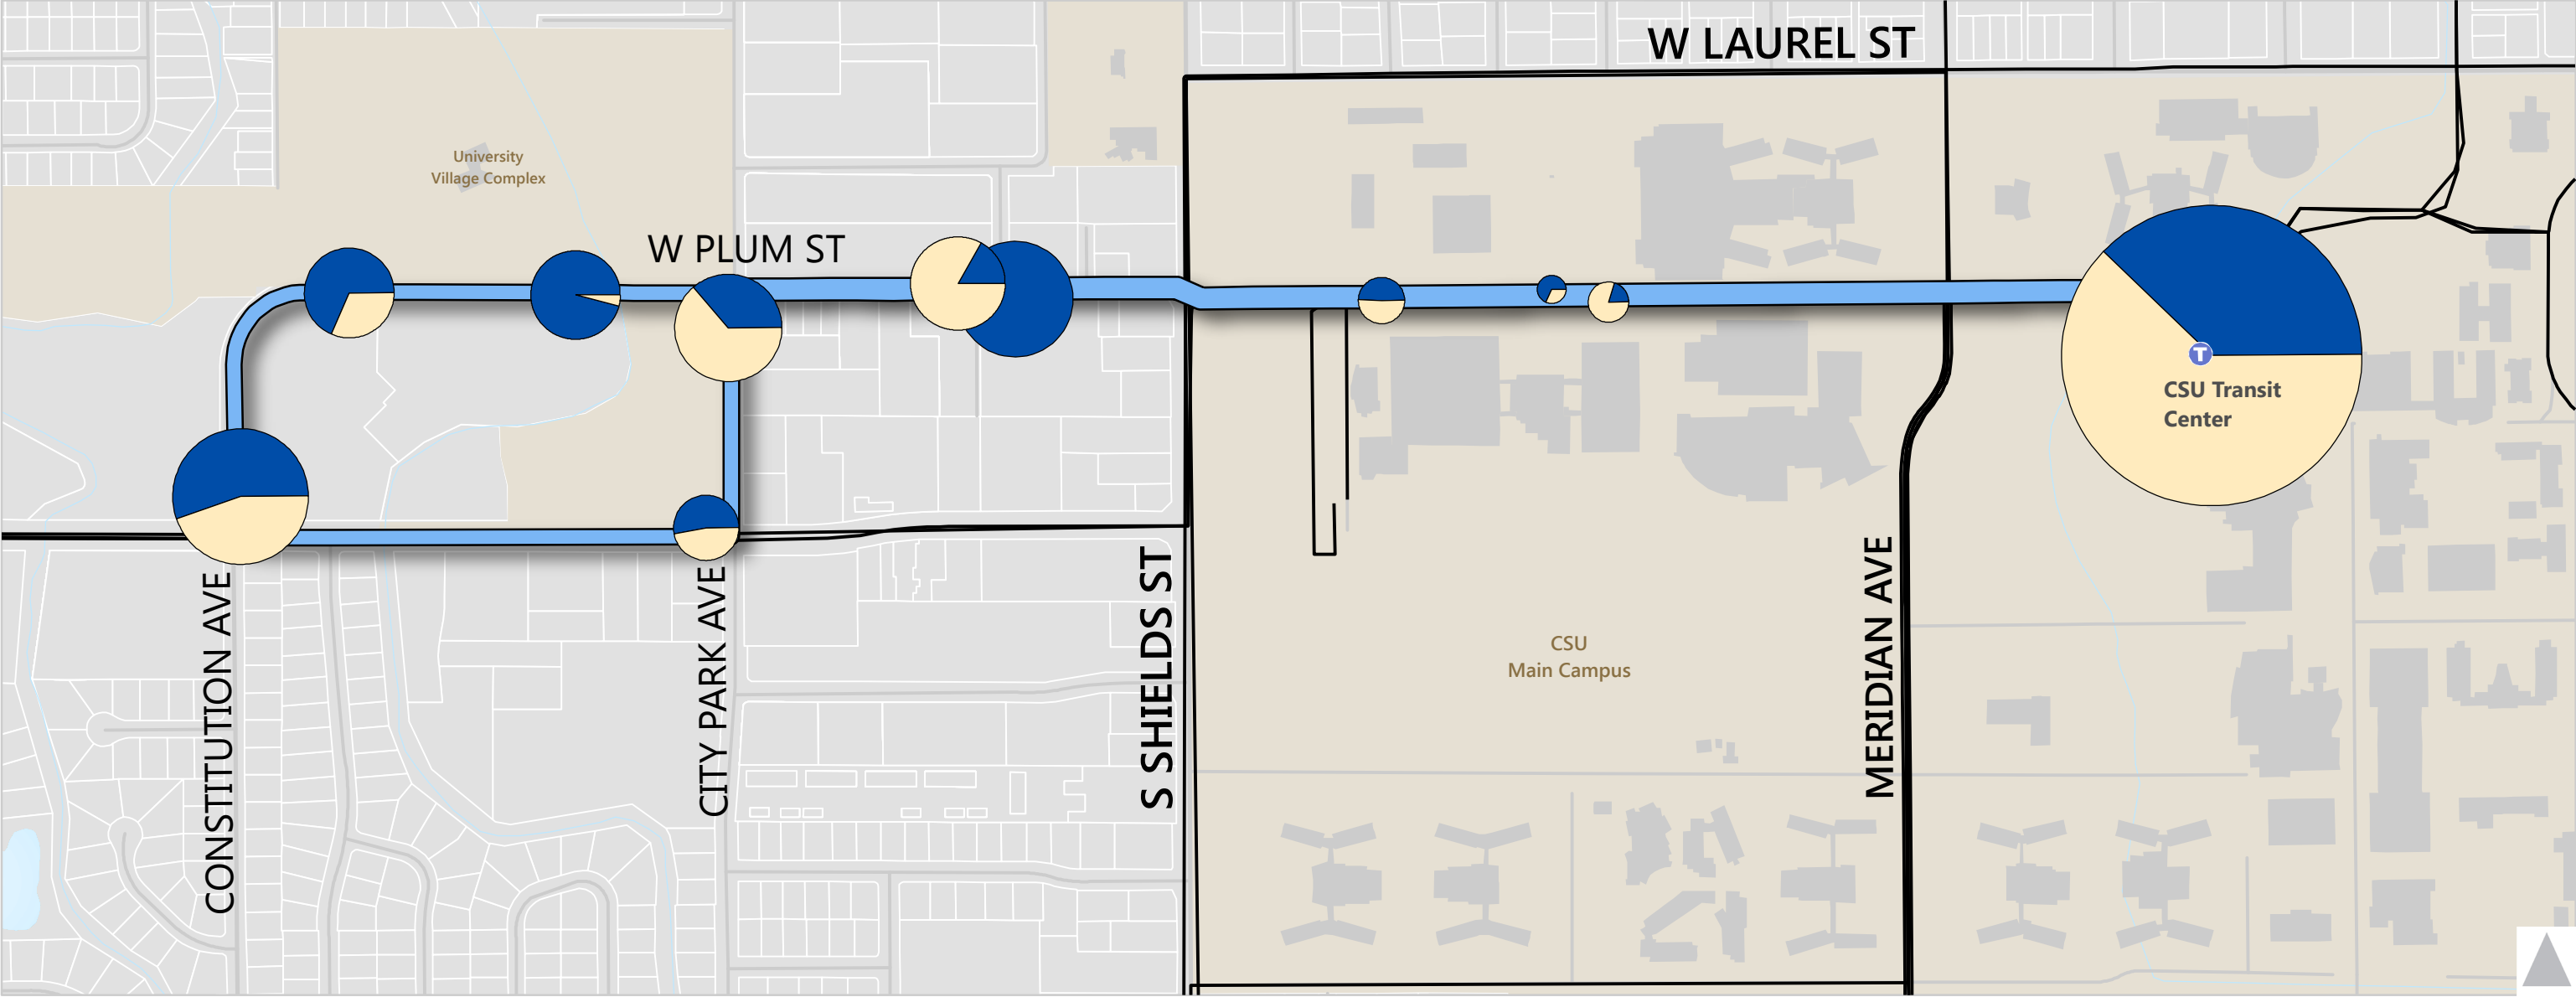 W LAUREL ST
University
Village Complex
W PLUM ST
T
CSU Transit
Center
CONSTITUTION AVE
CITY PARK AVE
S SHIELDS ST
MERIDIAN AVE
CSU
Main Campus